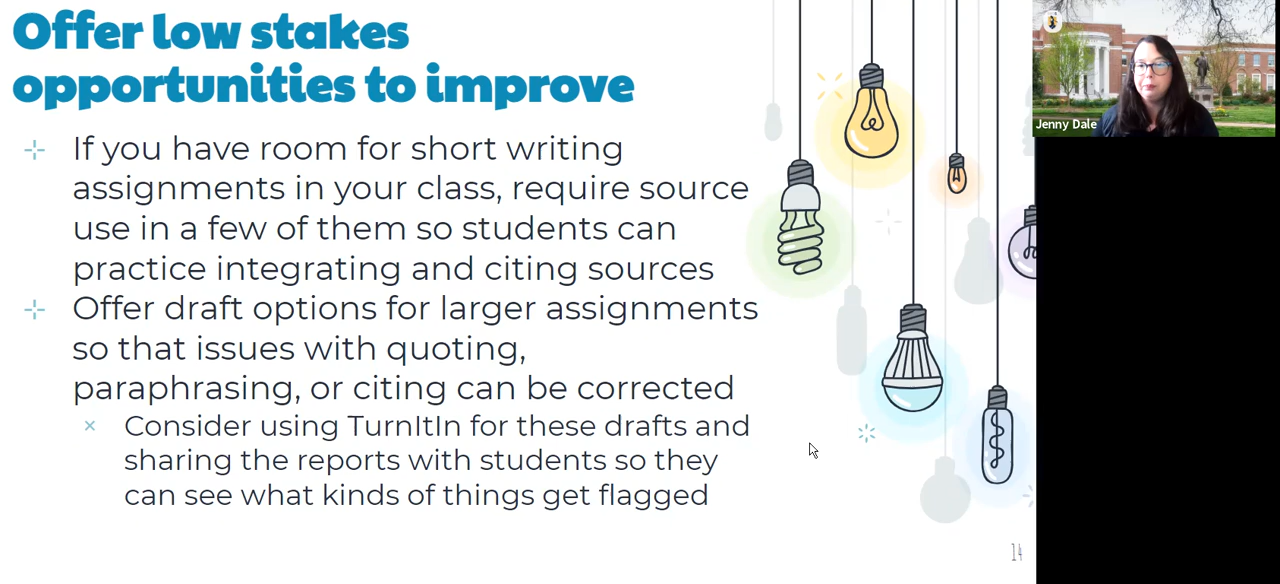 Offer low stakes
opportunities to improve
If you have room for short writing
assignments in your class, require source
use in a few of them so students can
practice integrating and citing sources
Offer draft options for larger assignments
so that issues with quoting,
paraphrasing, or citing can be corrected
Consider using TurnItIn for these drafts and
sharing the reports with students so they
can see what kinds of things get flagged
14
Jenny Dale